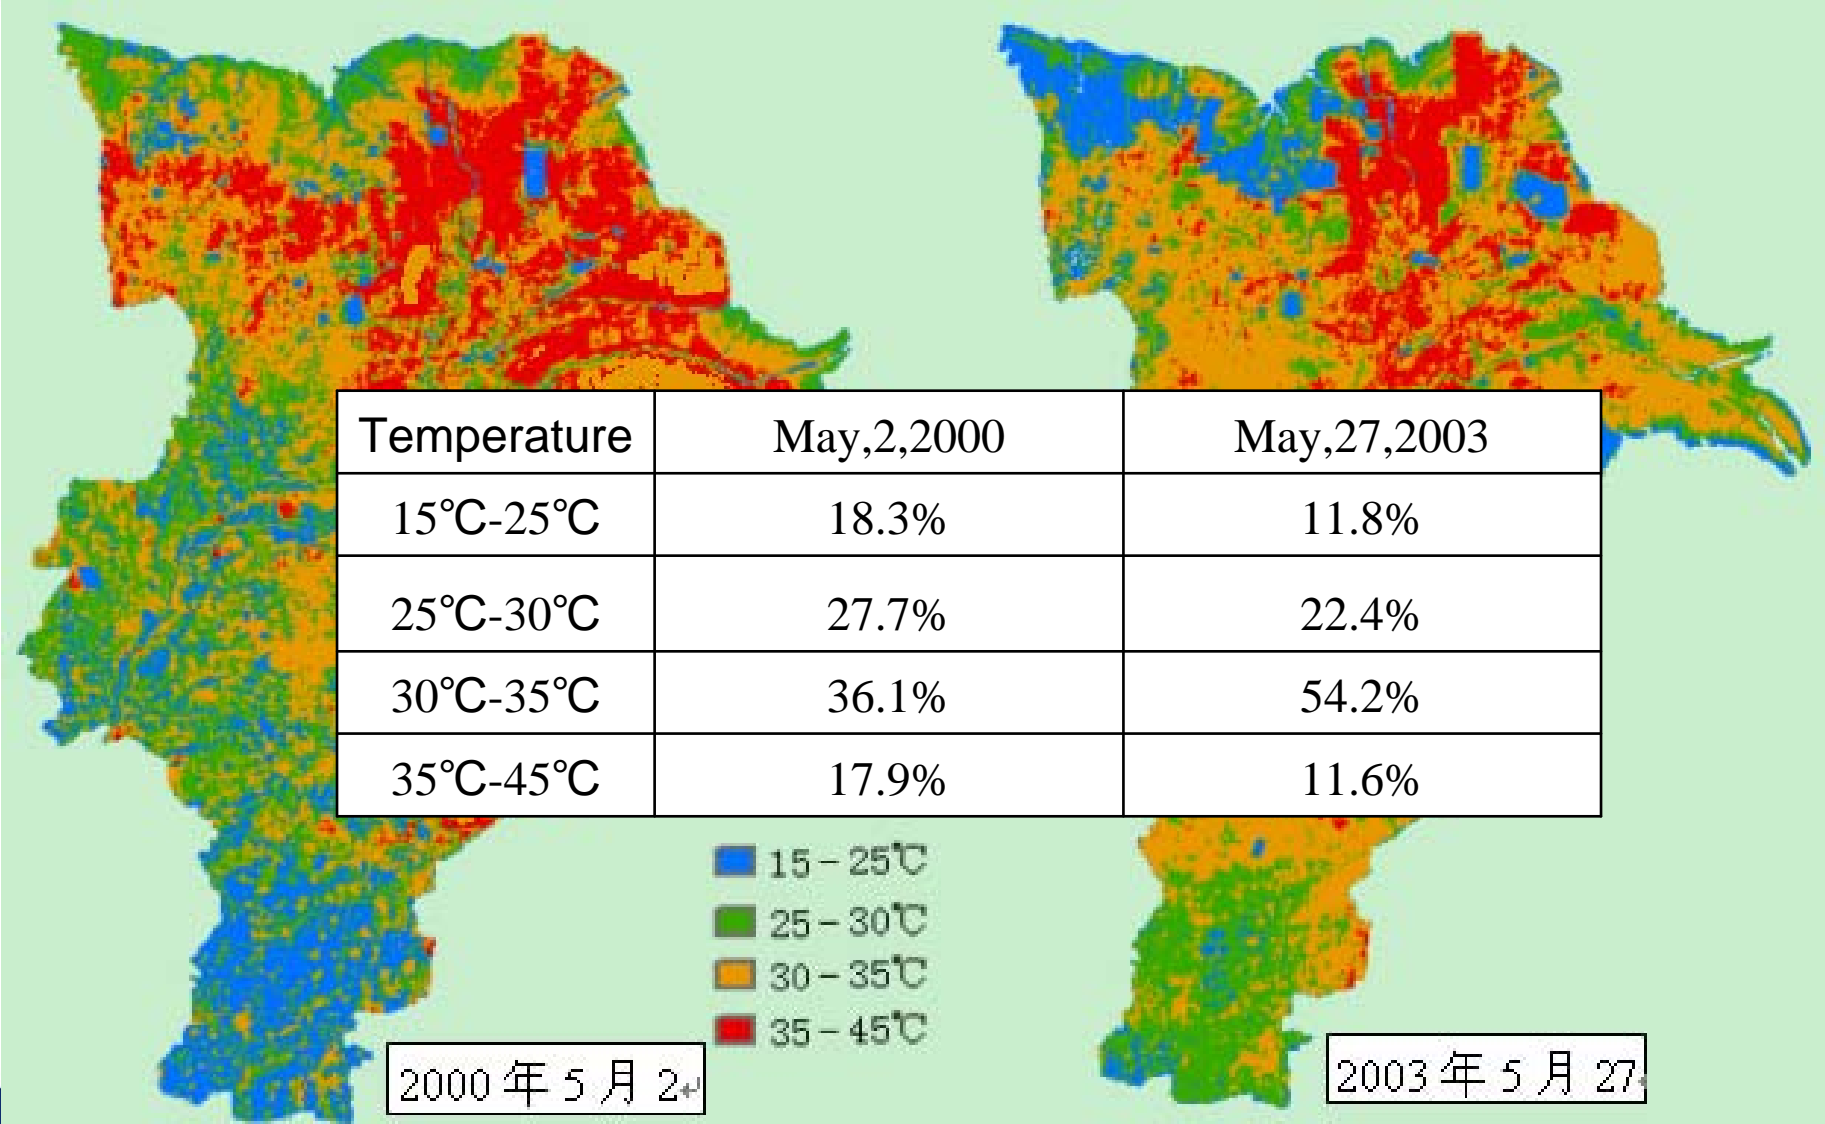 Temperature May,2,2000 May,27,2003
15℃-25℃ 18.3% 11.8%
25℃-30℃ 27.7% 22.4%
30℃-35℃ 36.1% 54.2%
35℃-45℃ 17.9% 11.6%
15－25℃
25－30℃
30－35℃
35－45℃
2000 年 5 月 2
2003 年 5 月 27